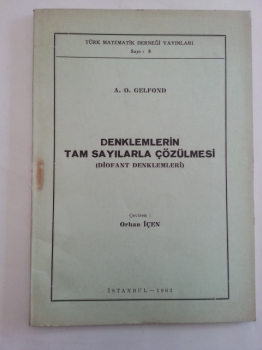 TÜRK MATEMATİK DERNEĞİ YAYINLARI
Sayı : 8
A. O. GELFOND
DENKLEMLERİN
TAM SAYILARLA ÇÖZÜLMESİ
(DİOFANT DENKLEMLERİ)
Çeviren :
Orhan İÇEN
İSTANBUL — 1962